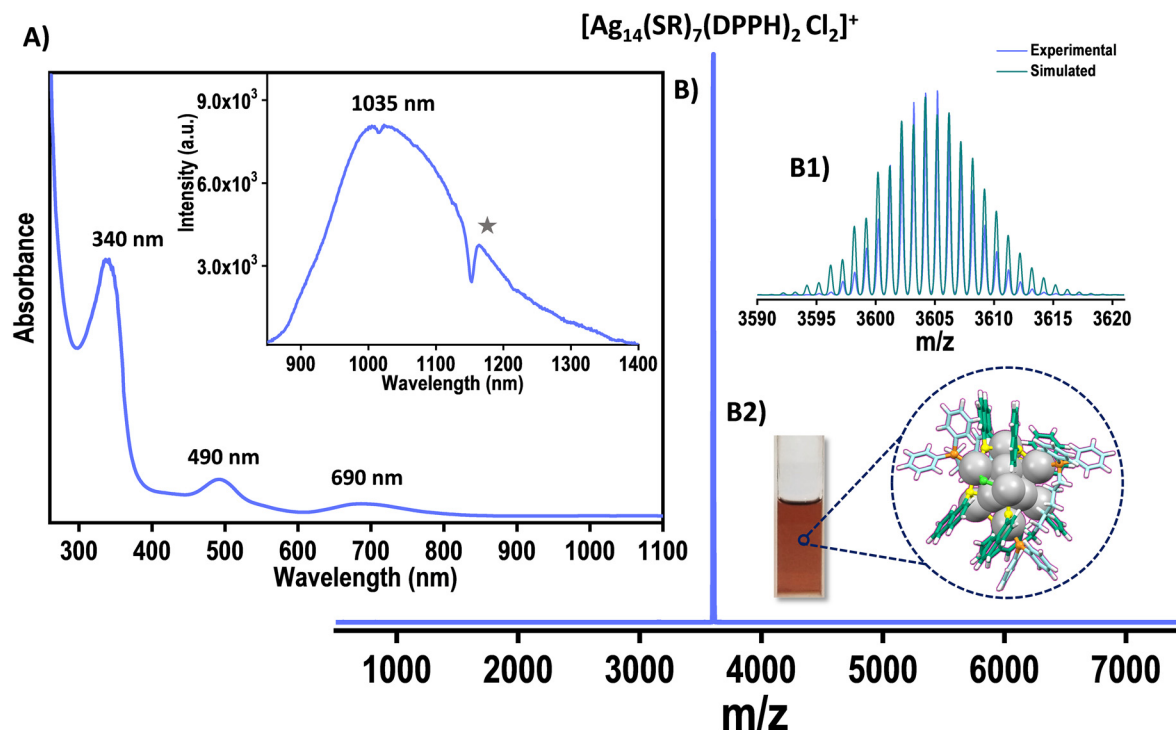 [Ag₁₄(SR)₇(DPPH)₂ Cl₂]⁺
A)
B)
Experimental
Simulated
9.0x10³
6.0x10³
3.0x10³
Intensity (a.u.)
1035 nm
★
900 1000 1100 1200 1300 1400
Wavelength (nm)
340 nm
490 nm
690 nm
Absorbance
300 400 500 600 700 800 900 1000 1100
Wavelength (nm)
B1)
3590 3595 3600 3605 3610 3615 3620
m/z
B2)
1000 2000 3000 4000 5000 6000 7000
m/z